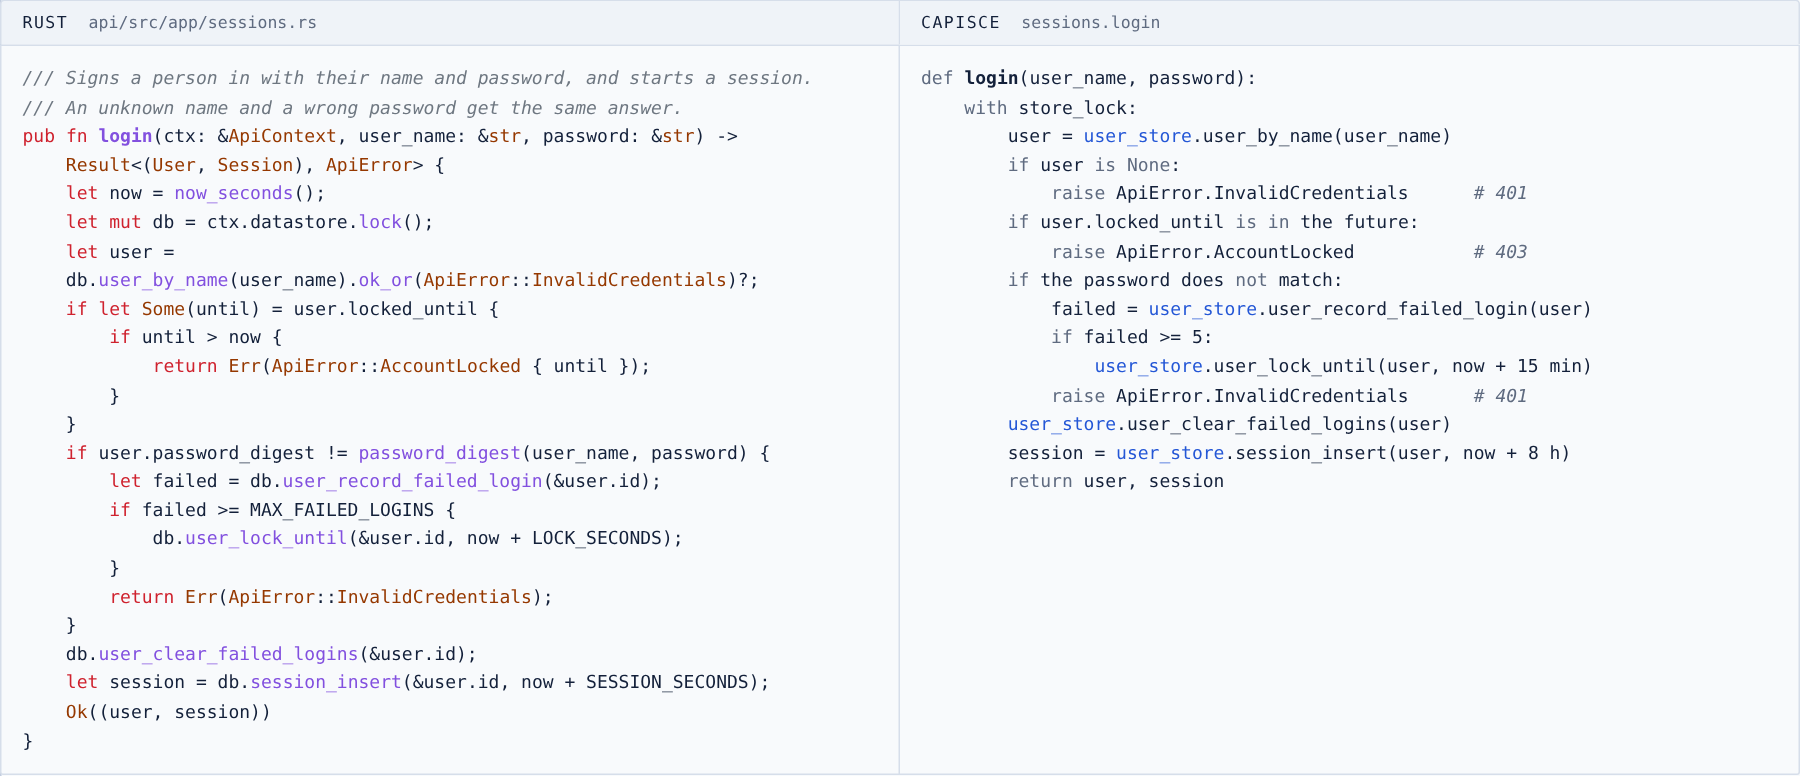 RUST api/src/app/sessions.rs
/// Signs a person in with their name and password, and starts a session.
/// An unknown name and a wrong password get the same answer.
pub fn login(ctx: &ApiContext, user_name: &str, password: &str) ->
    Result<(User, Session), ApiError> {
    let now = now_seconds();
    let mut db = ctx.datastore.lock();
    let user =
    db.user_by_name(user_name).ok_or(ApiError::InvalidCredentials)?;
    if let Some(until) = user.locked_until {
        if until > now {
            return Err(ApiError::AccountLocked { until });
        }
    }
    if user.password_digest != password_digest(user_name, password) {
        let failed = db.user_record_failed_login(&user.id);
        if failed >= MAX_FAILED_LOGINS {
            db.user_lock_until(&user.id, now + LOCK_SECONDS);
        }
        return Err(ApiError::InvalidCredentials);
    }
    db.user_clear_failed_logins(&user.id);
    let session = db.session_insert(&user.id, now + SESSION_SECONDS);
    Ok((user, session))
}
CAPISCE sessions.login
def login(user_name, password):
    with store_lock:
        user = user_store.user_by_name(user_name)
        if user is None:
            raise ApiError.InvalidCredentials      # 401
        if user.locked_until is in the future:
            raise ApiError.AccountLocked           # 403
        if the password does not match:
            failed = user_store.user_record_failed_login(user)
            if failed >= 5:
                user_store.user_lock_until(user, now + 15 min)
            raise ApiError.InvalidCredentials      # 401
        user_store.user_clear_failed_logins(user)
        session = user_store.session_insert(user, now + 8 h)
        return user, session